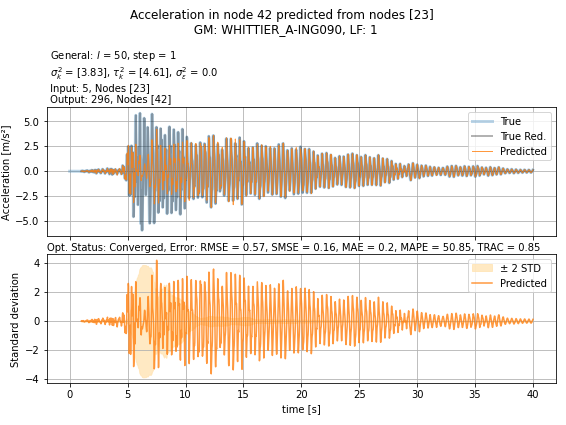 Acceleration in node 42 predicted from nodes [23]
GM: WHITTIER_A-ING090, LF: 1
General: l = 50, step = 1
σ²ₖ = [3.83], τ²ₖ = [4.61], σ²ᵣ = 0.0
Input: 5, Nodes [23]
Output: 296, Nodes [42]
Acceleration [m/s²]
5.0
2.5
0.0
−2.5
−5.0
True
True Red.
Predicted
Opt. Status: Converged, Error: RMSE = 0.57, SMSE = 0.16, MAE = 0.2, MAPE = 50.85, TRAC = 0.85
Standard deviation
4
2
0
−2
−4
± 2 STD
Predicted
0
5
10
15
20
25
30
35
40
time [s]